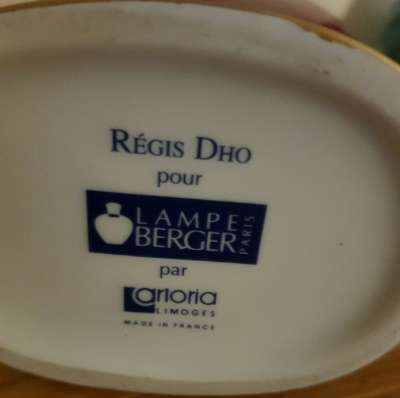 RÉGIS DHO
pour
LAMPE
BERGER
PARIS
par
artoria
LIMOGES
MADE IN FRANCE